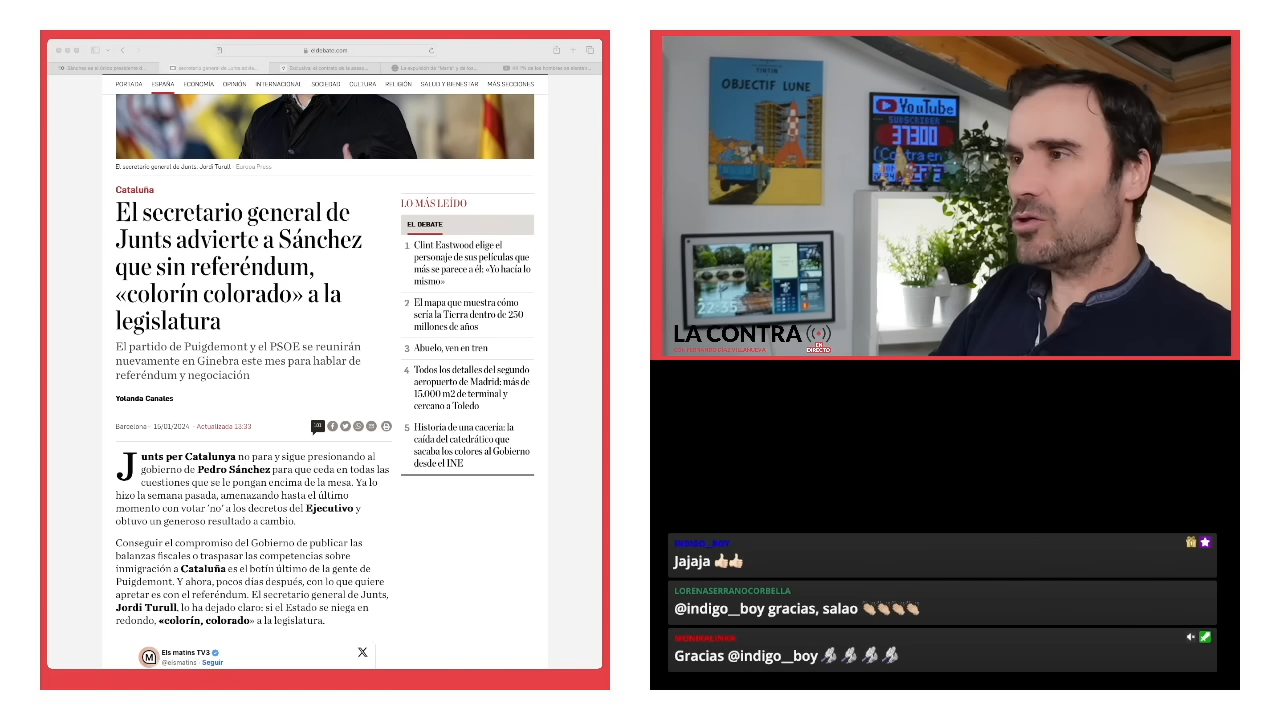 eldebate.com
PORTADA ESPAÑA ECONOMÍA OPINIÓN INTERNACIONAL SOCIEDAD CULTURA RELIGIÓN SALUD Y BIENESTAR MÁS SECCIONES
El secretario general de Junts, Jordi Turull · Europa Press
Cataluña
El secretario general de
Junts advierte a Sánchez
que sin referéndum,
«colorín colorado» a la
legislatura
El partido de Puigdemont y el PSOE se reunirán
nuevamente en Ginebra este mes para hablar de
referéndum y negociación
Yolanda Canales
Barcelona - 15/01/2024 - Actualizada 13:33
Junts per Catalunya no para y sigue presionando al
gobierno de Pedro Sánchez para que ceda en todas las
cuestiones que se le pongan encima de la mesa. Ya lo
hizo la semana pasada, amenazando hasta el último
momento con votar 'no' a los decretos del Ejecutivo y
obtuvo un generoso resultado a cambio.
Conseguir el compromiso del Gobierno de publicar las
balanzas fiscales o traspasar las competencias sobre
inmigración a Cataluña es el botín último de la gente de
Puigdemont. Y ahora, pocos días después, con lo que quiere
apretar es con el referéndum. El secretario general de Junts,
Jordi Turull, lo ha dejado claro: si el Estado se niega en
redondo, «colorín, colorado» a la legislatura.
Els matins TV3
@elsmatins · Seguir
LO MÁS LEÍDO
EL DEBATE
1 Clint Eastwood elige el
personaje de sus películas que
más se parece a él: «Yo hacía lo
mismo»
2 El mapa que muestra cómo
sería la Tierra dentro de 250
millones de años
3 Abuelo, ven en tren
4 Todos los detalles del segundo
aeropuerto de Madrid: más de
15.000 m2 de terminal y
cercano a Toledo
5 Historia de una cacería: la
caída del catedrático que
sacaba los colores al Gobierno
desde el INE
TINTIN
OBJECTIF LUNE
YouTube
SUBSCRIBER
37300
22:35
LA CONTRA
CON FERNANDO DÍAZ VILLANUEVA
EN
DIRECTO
INDIGO__BOY
Jajaja 👍🏻👍🏻
LORENASERRANOCORBELLA
@indigo__boy gracias, salao 👏🏼👏🏼👏🏼👏🏼
Gracias @indigo__boy